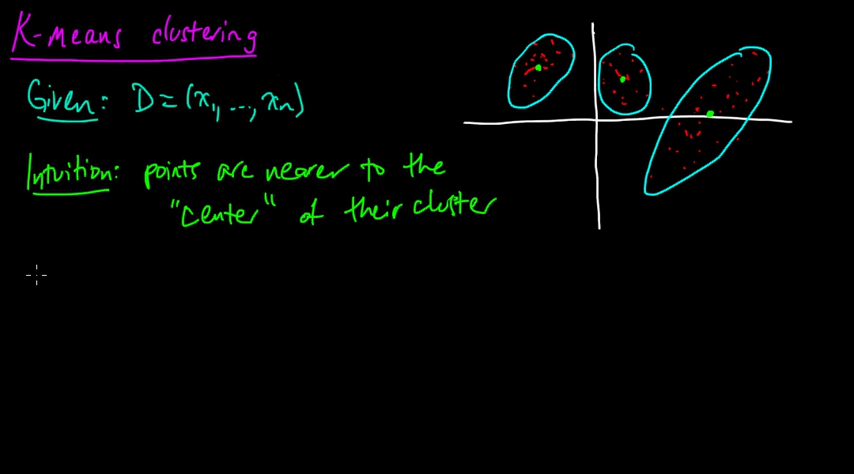 K-means clustering
Given: D = (x₁, ..., xₙ)
Intuition: points are nearer to the
"center" of their cluster